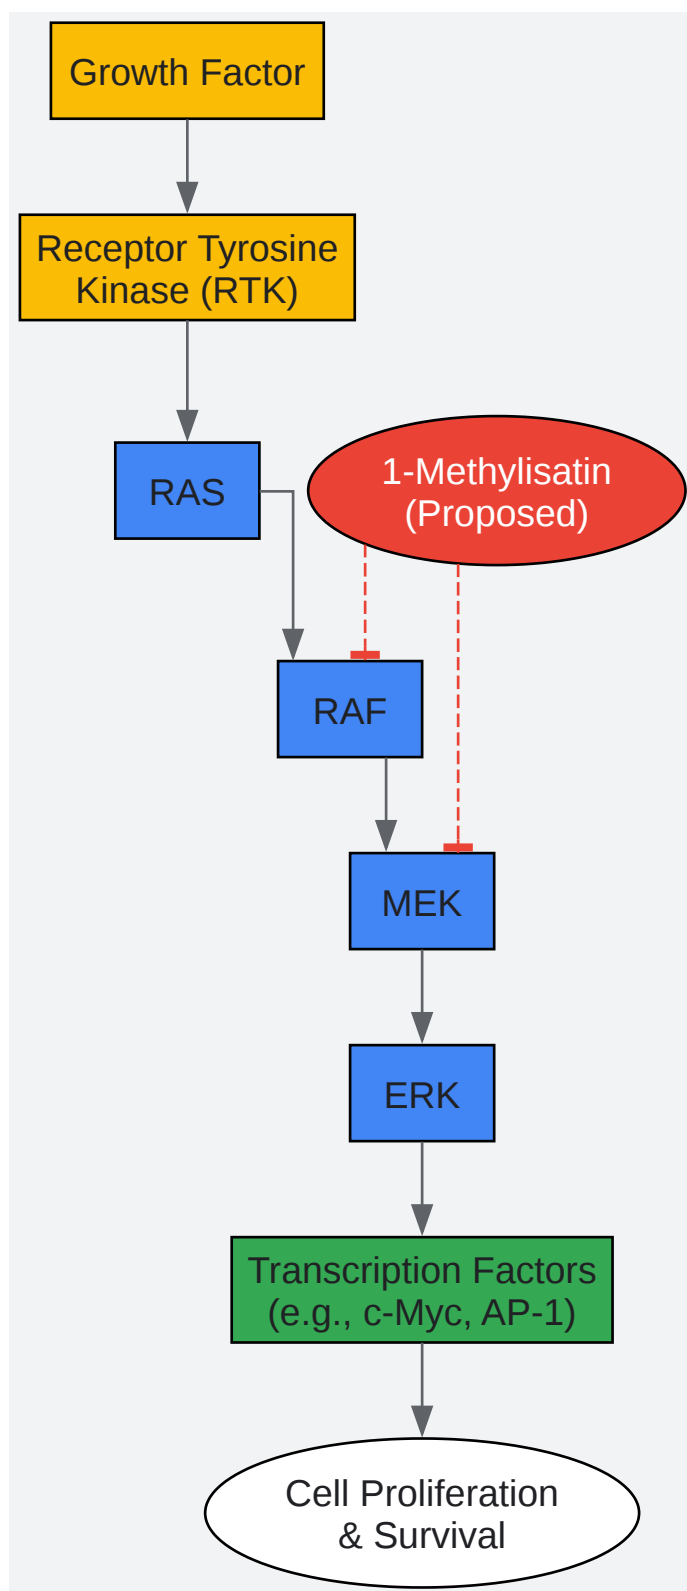 Growth Factor
Receptor Tyrosine
Kinase (RTK)
RAS
1-Methylisatin
(Proposed)
RAF
MEK
ERK
Transcription Factors
(e.g., c-Myc, AP-1)
Cell Proliferation
& Survival